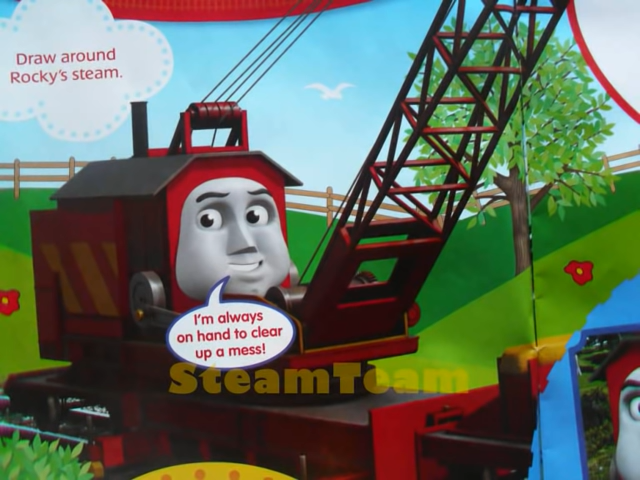 Draw around
Rocky's steam.
I'm always
on hand to clear
up a mess!
SteamTeam